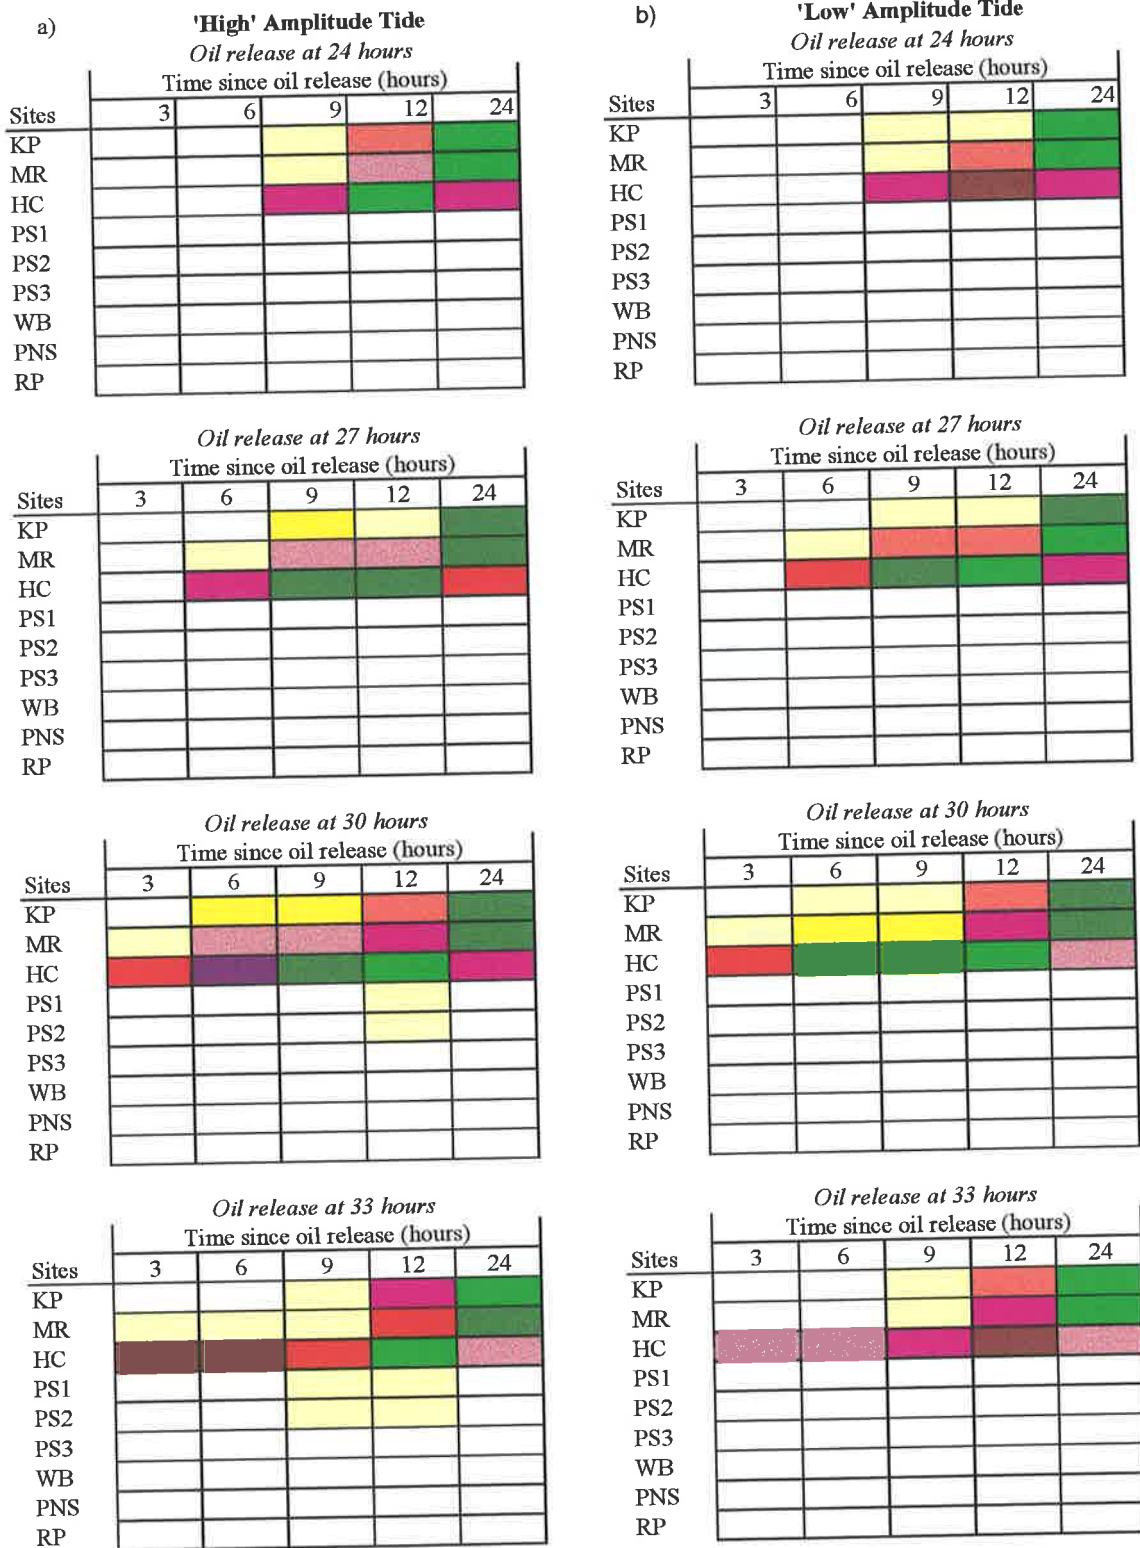 a)
'High' Amplitude Tide
Oil release at 24 hours
Time since oil release (hours)
Sites 3 6 9 12 24
KP
MR
HC
PS1
PS2
PS3
WB
PNS
RP
Oil release at 27 hours
Time since oil release (hours)
Sites 3 6 9 12 24
KP
MR
HC
PS1
PS2
PS3
WB
PNS
RP
Oil release at 30 hours
Time since oil release (hours)
Sites 3 6 9 12 24
KP
MR
HC
PS1
PS2
PS3
WB
PNS
RP
Oil release at 33 hours
Time since oil release (hours)
Sites 3 6 9 12 24
KP
MR
HC
PS1
PS2
PS3
WB
PNS
RP
b)
'Low' Amplitude Tide
Oil release at 24 hours
Time since oil release (hours)
Sites 3 6 9 12 24
KP
MR
HC
PS1
PS2
PS3
WB
PNS
RP
Oil release at 27 hours
Time since oil release (hours)
Sites 3 6 9 12 24
KP
MR
HC
PS1
PS2
PS3
WB
PNS
RP
Oil release at 30 hours
Time since oil release (hours)
Sites 3 6 9 12 24
KP
MR
HC
PS1
PS2
PS3
WB
PNS
RP
Oil release at 33 hours
Time since oil release (hours)
Sites 3 6 9 12 24
KP
MR
HC
PS1
PS2
PS3
WB
PNS
RP